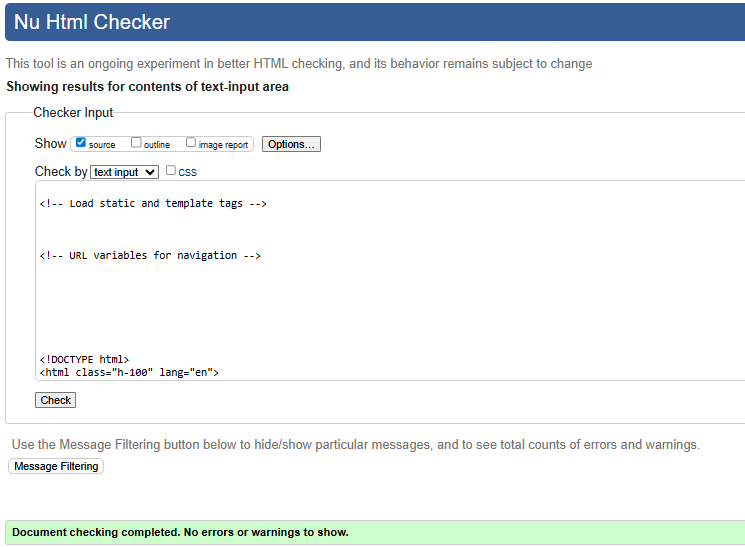 Nu Html Checker
This tool is an ongoing experiment in better HTML checking, and its behavior remains subject to change
Showing results for contents of text-input area
Checker Input
Show source outline image report Options...
Check by text input css
<!-- Load static and template tags -->
<!-- URL variables for navigation -->
<!DOCTYPE html>
<html class="h-100" lang="en">
Check
Use the Message Filtering button below to hide/show particular messages, and to see total counts of errors and warnings.
Message Filtering
Document checking completed. No errors or warnings to show.